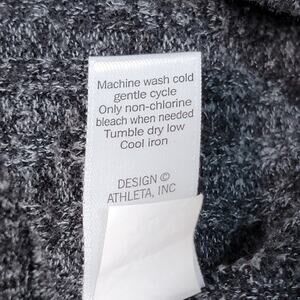 Machine wash cold
gentle cycle
Only non-chlorine
bleach when needed
Tumble dry low
Cool iron
DESIGN ©
ATHLETA, INC